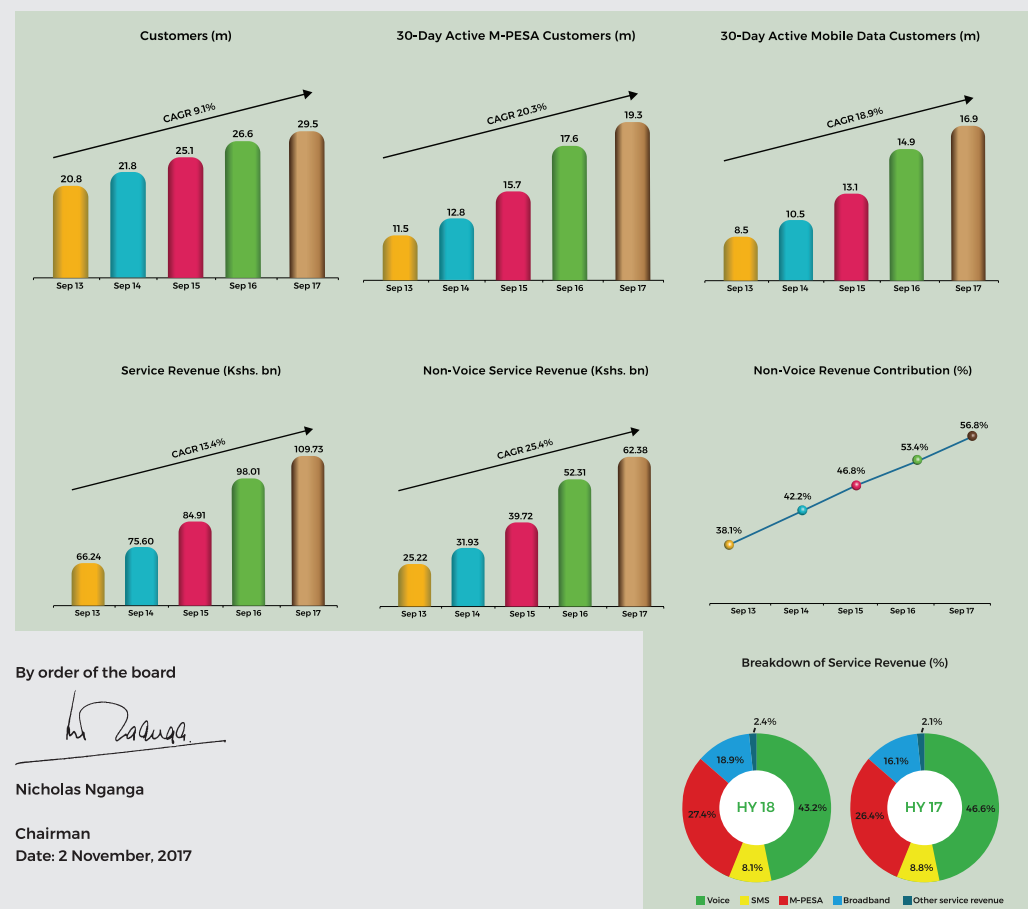 Customers (m)
CAGR 9.1%
20.8
21.8
25.1
26.6
29.5
Sep 13 Sep 14 Sep 15 Sep 16 Sep 17
30-Day Active M-PESA Customers (m)
CAGR 20.3%
11.5
12.8
15.7
17.6
19.3
Sep 13 Sep 14 Sep 15 Sep 16 Sep 17
30-Day Active Mobile Data Customers (m)
CAGR 18.9%
8.5
10.5
13.1
14.9
16.9
Sep 13 Sep 14 Sep 15 Sep 16 Sep 17
Service Revenue (Kshs. bn)
CAGR 13.4%
66.24
75.60
84.91
98.01
109.73
Sep 13 Sep 14 Sep 15 Sep 16 Sep 17
Non-Voice Service Revenue (Kshs. bn)
CAGR 25.4%
25.22
31.93
39.72
52.31
62.38
Sep 13 Sep 14 Sep 15 Sep 16 Sep 17
Non-Voice Revenue Contribution (%)
38.1%
42.2%
46.8%
53.4%
56.8%
Sep 13 Sep 14 Sep 15 Sep 16 Sep 17
By order of the board
Nicholas Nganga
Chairman
Date: 2 November, 2017
Breakdown of Service Revenue (%)
2.4%
18.9%
27.4%
HY 18
43.2%
8.1%
2.1%
16.1%
26.4%
HY 17
46.6%
8.8%
Voice SMS M-PESA Broadband Other service revenue